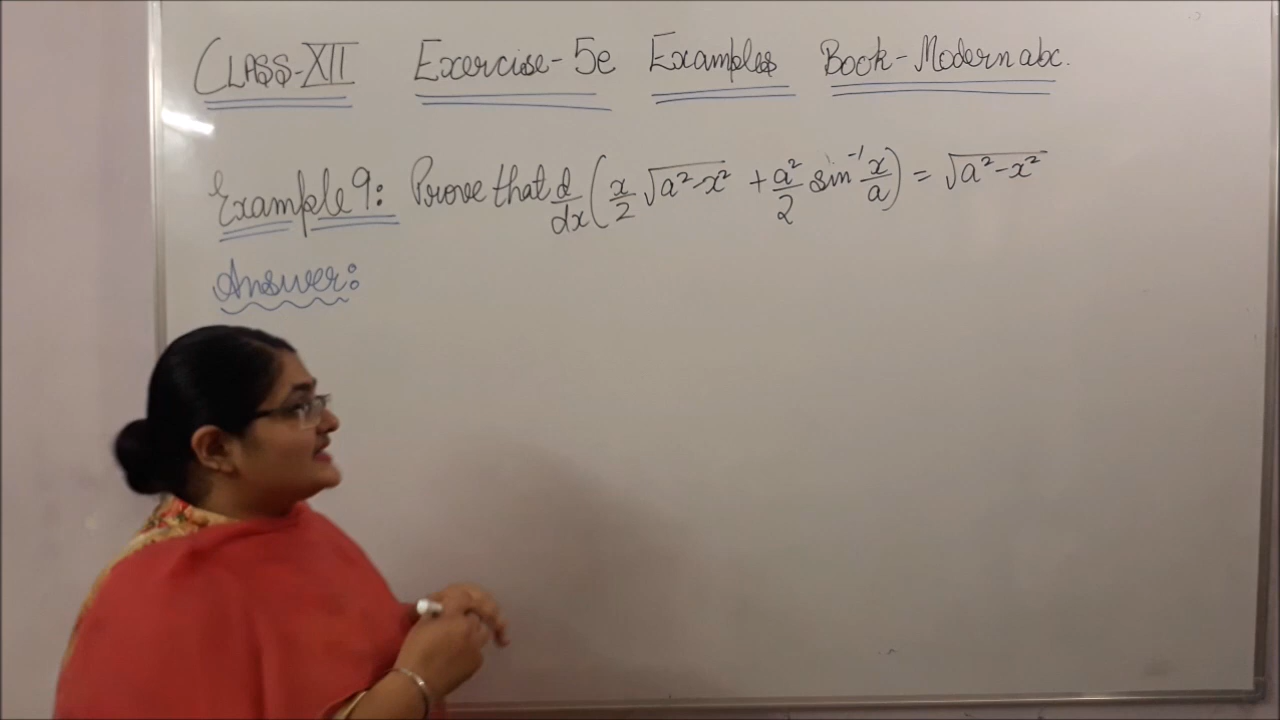 CLASS-XII Exercise-5e Examples Book-Modern abc.
Example 9: Prove that d/dx (x/2 √a²-x² + a²/2 sin⁻¹ x/a) = √a²-x²
Answer: